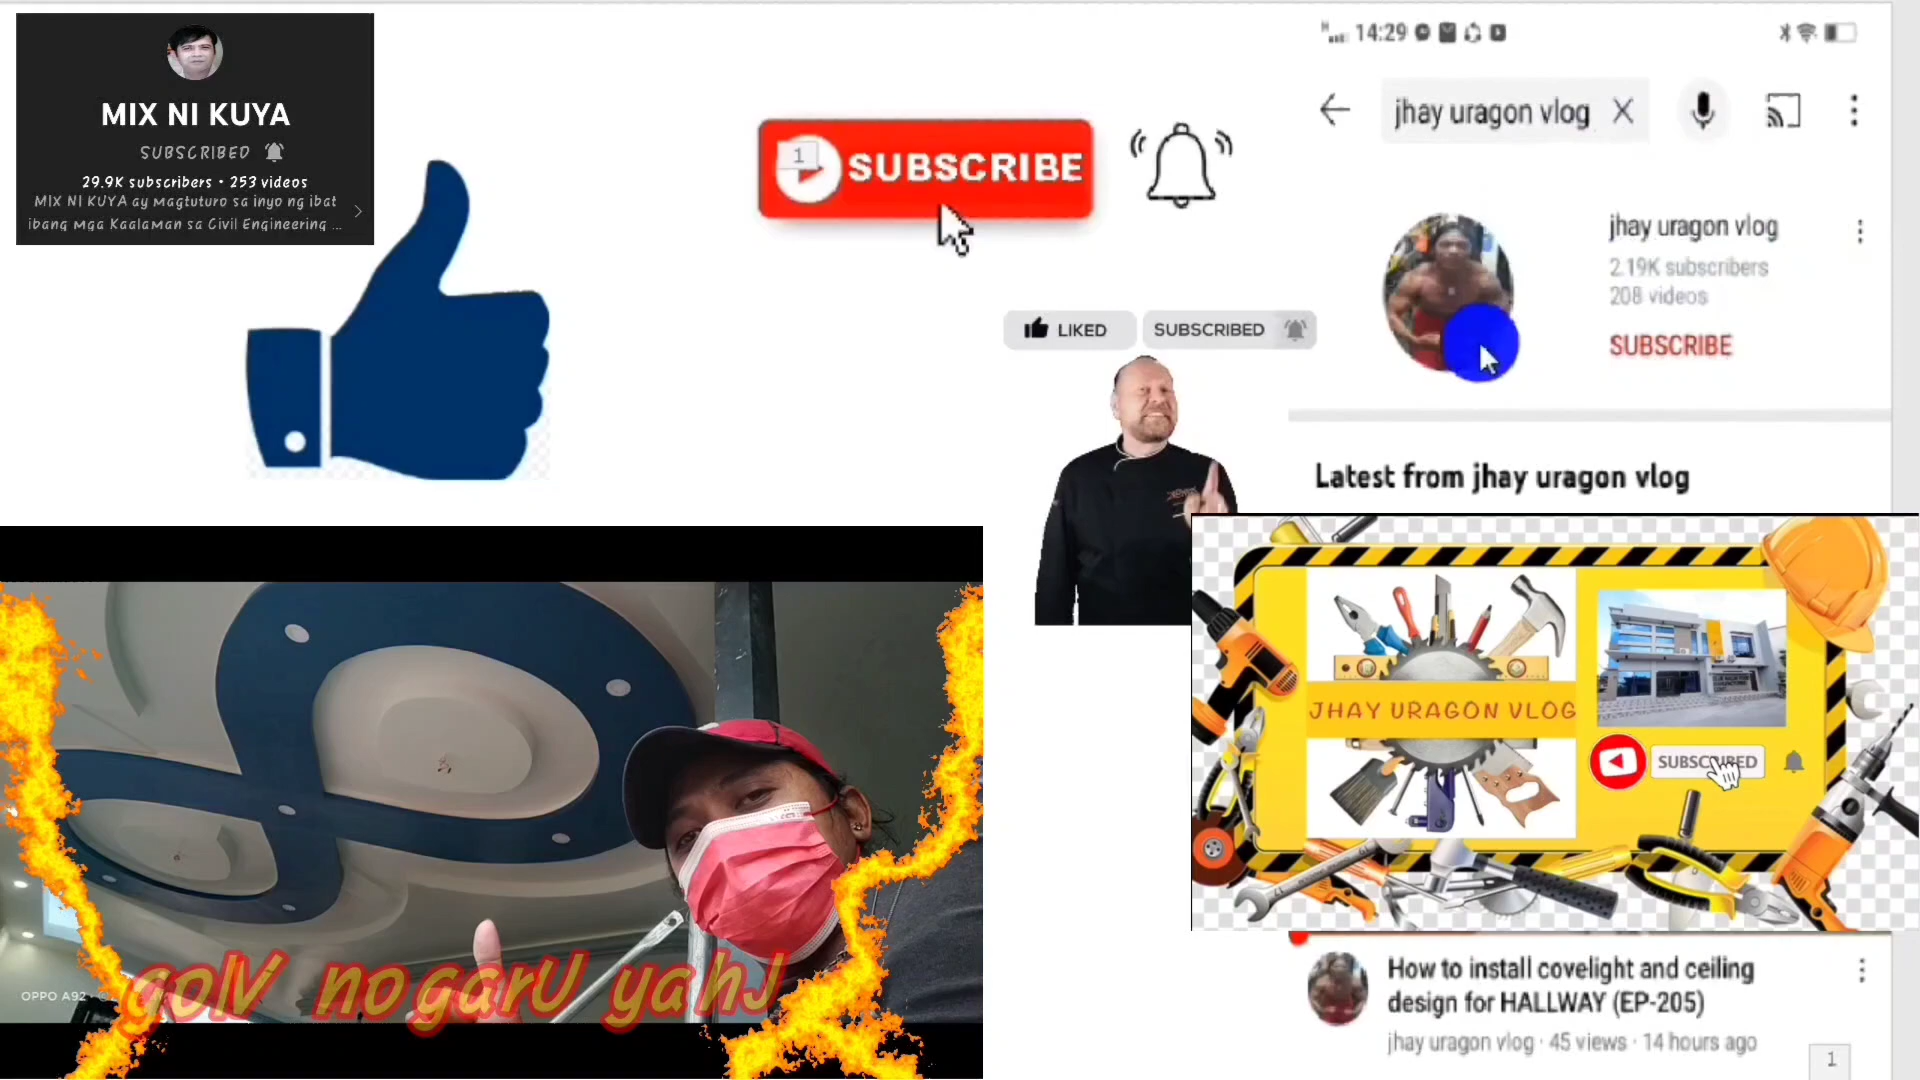 MIX NI KUYA
SUBSCRIBED
29.9K subscribers • 253 videos
MIX NI KUYA ay magtuturo sa inyo ng ibat
ibang mga Kaalaman sa Civil Engineering ...
1
SUBSCRIBE
LIKED
SUBSCRIBED
14:29
jhay uragon vlog
jhay uragon vlog
2.19K subscribers
208 videos
SUBSCRIBE
Latest from jhay uragon vlog
JHAY URAGON VLOG
SUBSCRIBED
OPPO A92
Jhay Uragon Vlog
How to install covelight and ceiling
design for HALLWAY (EP-205)
jhay uragon vlog · 45 views · 14 hours ago
1